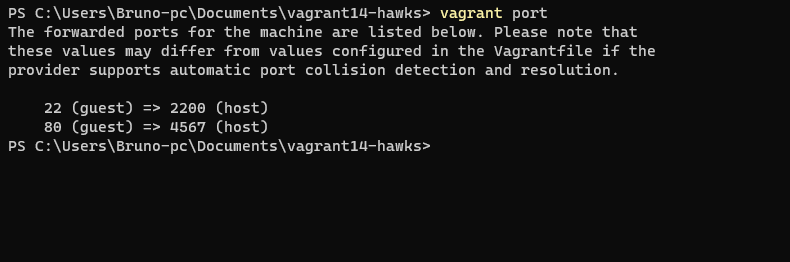 PS C:\Users\Bruno-pc\Documents\vagrant14-hawks> vagrant port
The forwarded ports for the machine are listed below. Please note that
these values may differ from values configured in the Vagrantfile if the
provider supports automatic port collision detection and resolution.

    22 (guest) => 2200 (host)
    80 (guest) => 4567 (host)
PS C:\Users\Bruno-pc\Documents\vagrant14-hawks>